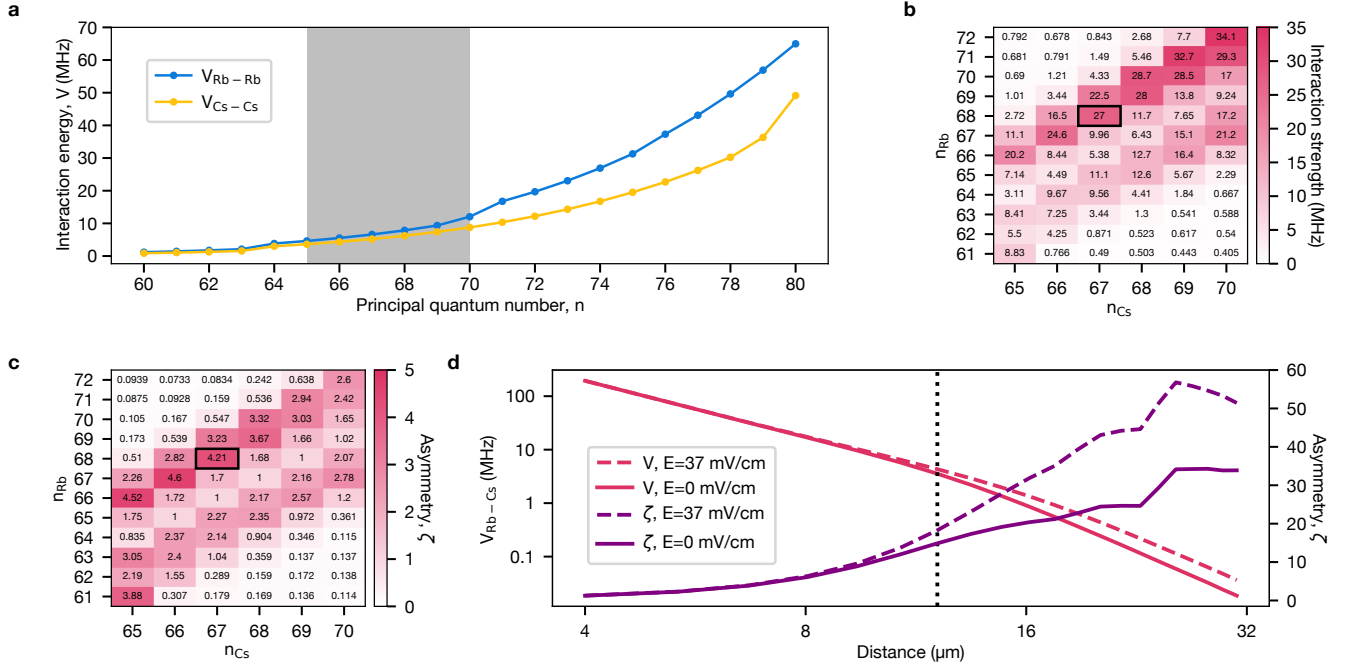 a
Interaction energy, V (MHz)
70
60
50
40
30
20
10
0
V_Rb − Rb
V_Cs − Cs
60 62 64 66 68 70 72 74 76 78 80
Principal quantum number, n
b
n_Rb
72 0.792 0.678 0.843 2.68 7.7 34.1
71 0.681 0.791 1.49 5.46 32.7 29.3
70 0.69 1.21 4.33 28.7 28.5 17
69 1.01 3.44 22.5 28 13.8 9.24
68 2.72 16.5 27 11.7 7.65 17.2
67 11.1 24.6 9.96 6.43 15.1 21.2
66 20.2 8.44 5.38 12.7 16.4 8.32
65 7.14 4.49 11.1 12.6 5.67 2.29
64 3.11 9.67 9.56 4.41 1.84 0.667
63 8.41 7.25 3.44 1.3 0.541 0.588
62 5.5 4.25 0.871 0.523 0.617 0.54
61 8.83 0.766 0.49 0.503 0.443 0.405
65 66 67 68 69 70
n_Cs
35
30
25
20
15
10
5
0
Interaction strength (MHz)
c
n_Rb
72 0.0939 0.0733 0.0834 0.242 0.638 2.6
71 0.0875 0.0928 0.159 0.536 2.94 2.42
70 0.105 0.167 0.547 3.32 3.03 1.65
69 0.173 0.539 3.23 3.67 1.66 1.02
68 0.51 2.82 4.21 1.68 1 2.07
67 2.26 4.6 1.7 1 2.16 2.78
66 4.52 1.72 1 2.17 2.57 1.2
65 1.75 1 2.27 2.35 0.972 0.361
64 0.835 2.37 2.14 0.904 0.346 0.115
63 3.05 2.4 1.04 0.359 0.137 0.137
62 2.19 1.55 0.289 0.159 0.172 0.138
61 3.88 0.307 0.179 0.169 0.136 0.114
65 66 67 68 69 70
n_Cs
5
4
3
2
1
0
Asymmetry, ζ
d
V_Rb − Cs (MHz)
100
10
1
0.1
V, E=37 mV/cm
V, E=0 mV/cm
ζ, E=37 mV/cm
ζ, E=0 mV/cm
4 8 16 32
Distance (μm)
60
50
40
30
20
10
0
Asymmetry, ζ